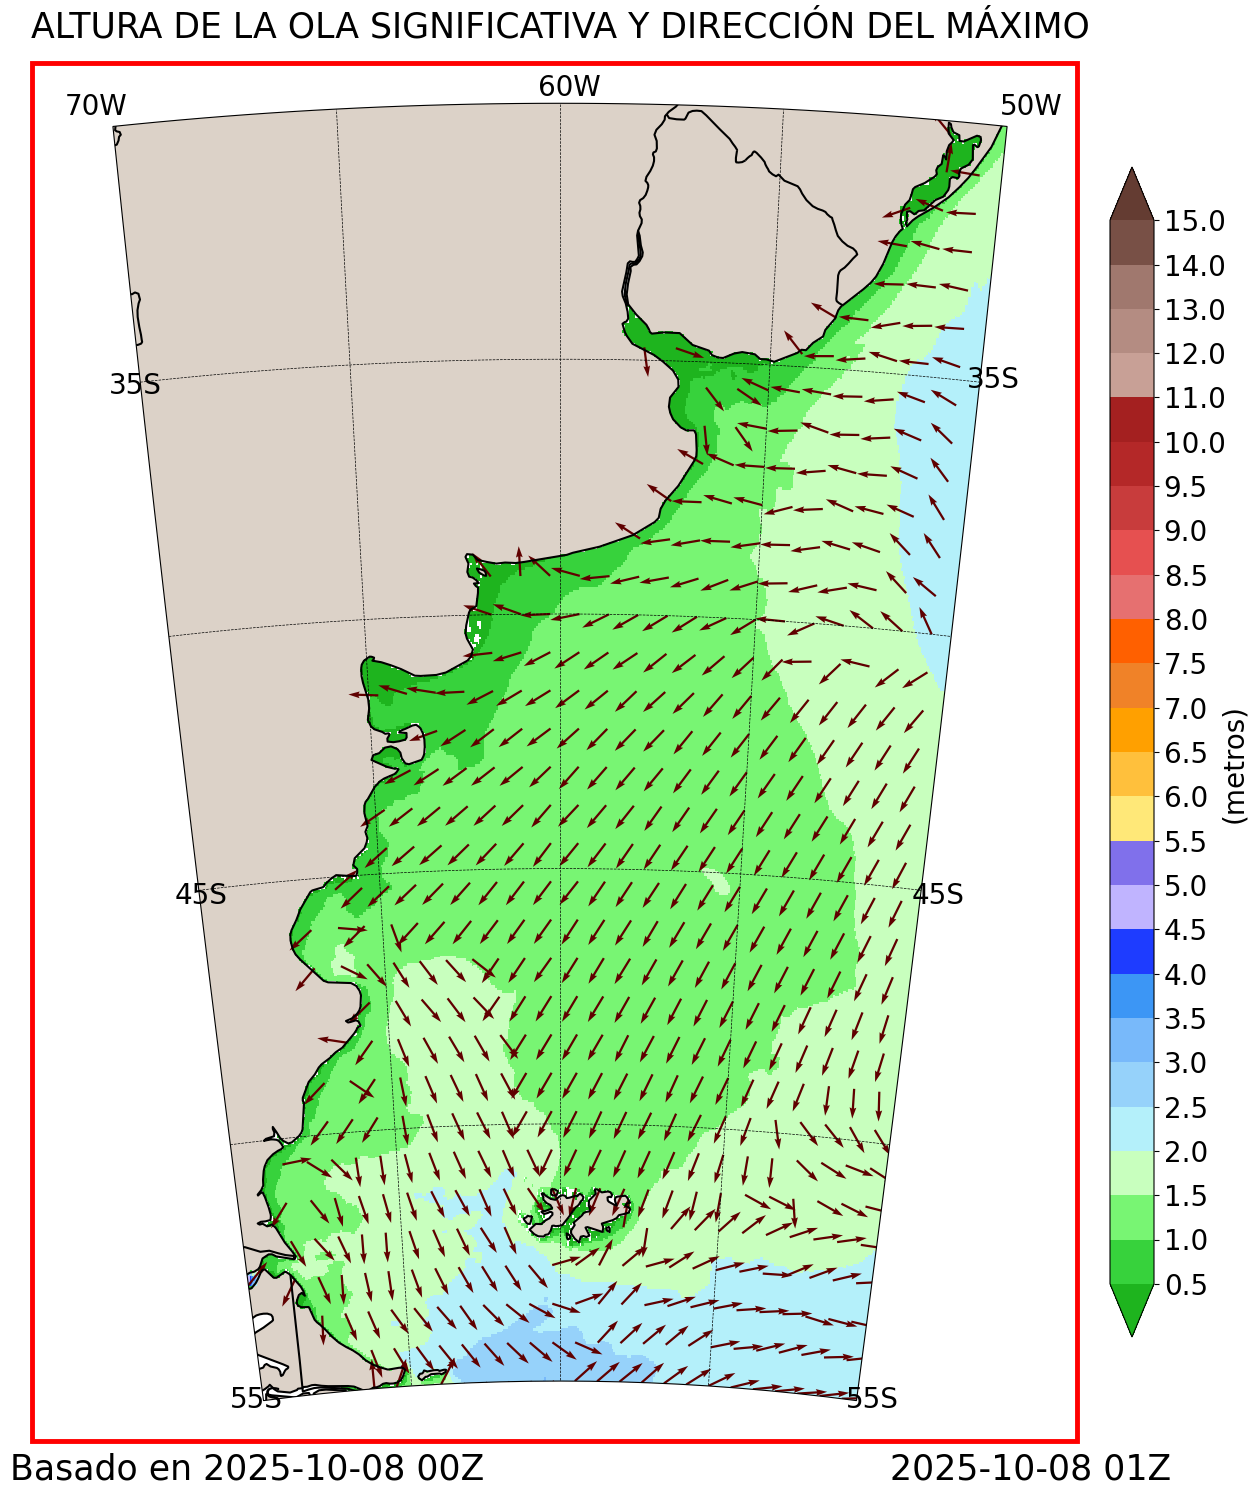 ALTURA DE LA OLA SIGNIFICATIVA Y DIRECCIÓN DEL MÁXIMO
70W
60W
50W
35S
35S
45S
45S
55S
55S
15.0
14.0
13.0
12.0
11.0
10.0
9.5
9.0
8.5
8.0
7.5
7.0
6.5
6.0
5.5
5.0
4.5
4.0
3.5
3.0
2.5
2.0
1.5
1.0
0.5
(metros)
Basado en 2025-10-08 00Z
2025-10-08 01Z